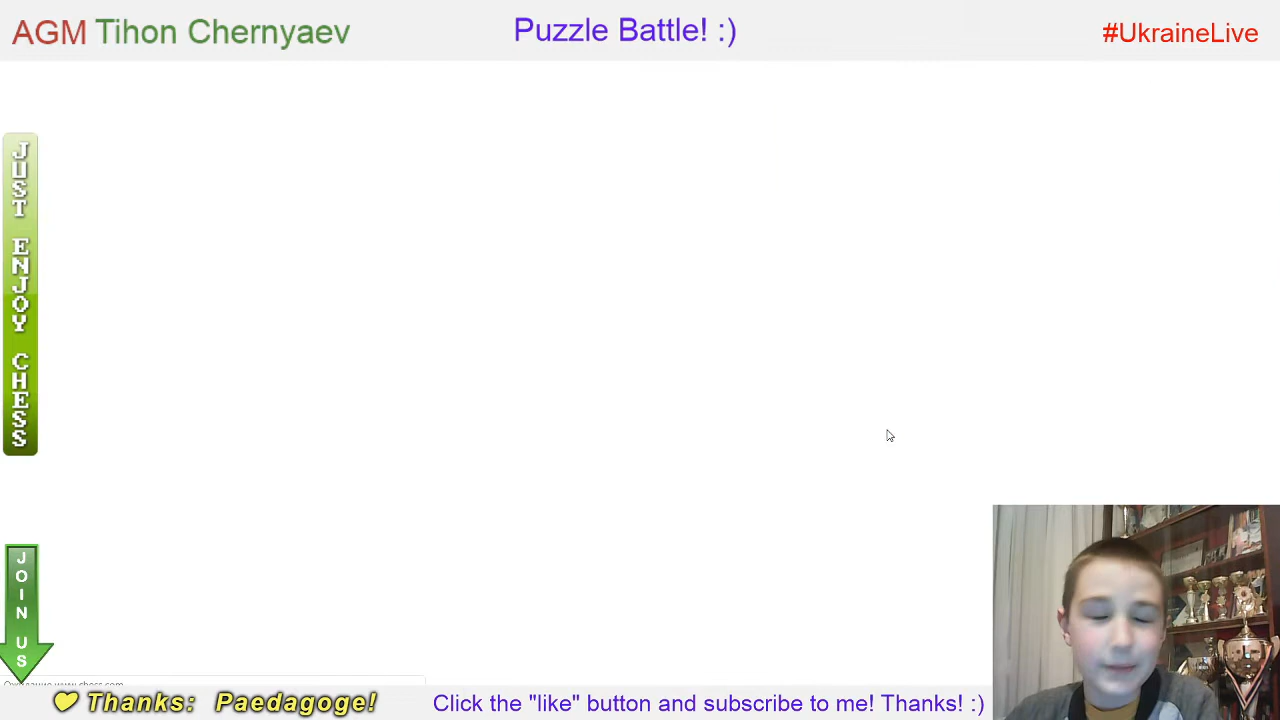 AGM Tihon Chernyaev
Puzzle Battle! :)
#UkraineLive
JUST ENJOY CHESS
JOIN US
Thanks: Paedagoge!
Click the "like" button and subscribe to me! Thanks! :)